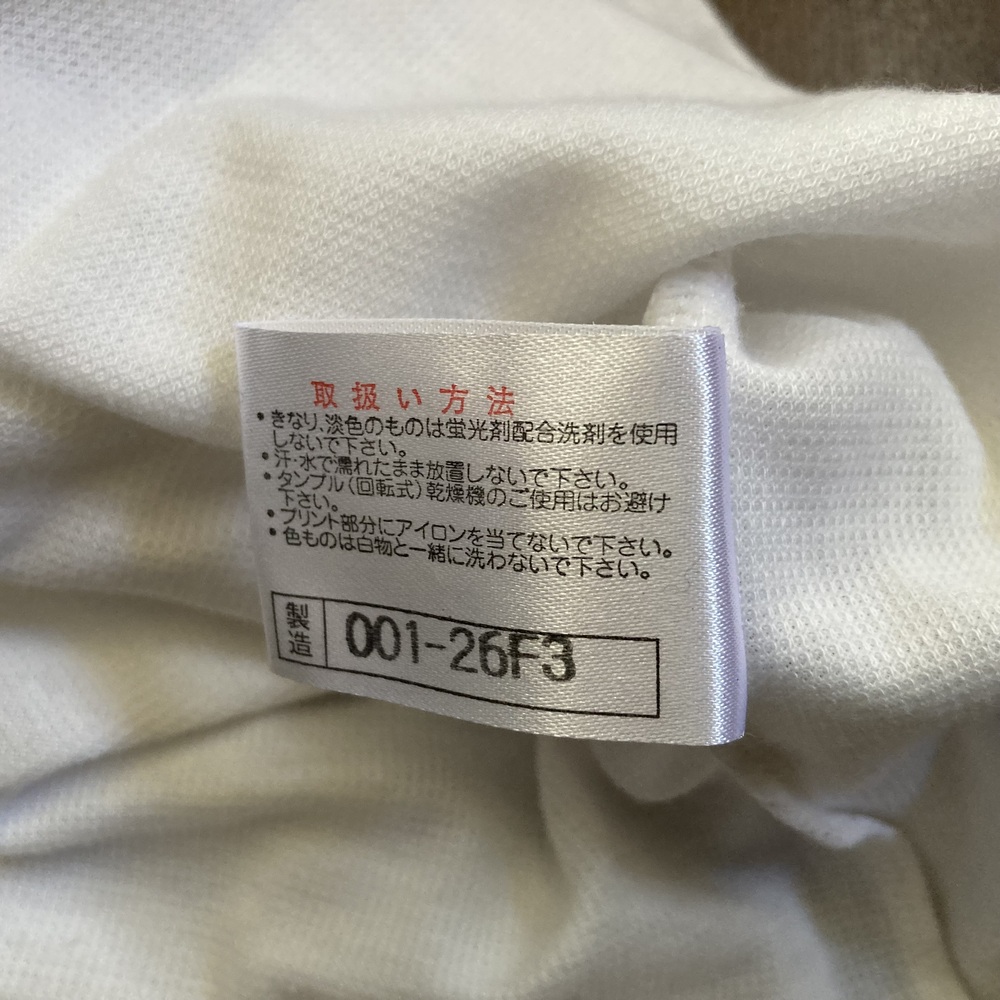 取扱い方法
・きなり、淡色のものは蛍光剤配合洗剤を使用
しないで下さい。
・汗・水で濡れたまま放置しないで下さい。
・タンブル(回転式)乾燥機のご使用はお避け
下さい。
・プリント部分にアイロンを当てないで下さい。
・色ものは白物と一緒に洗わないで下さい。
製造 001-26F3